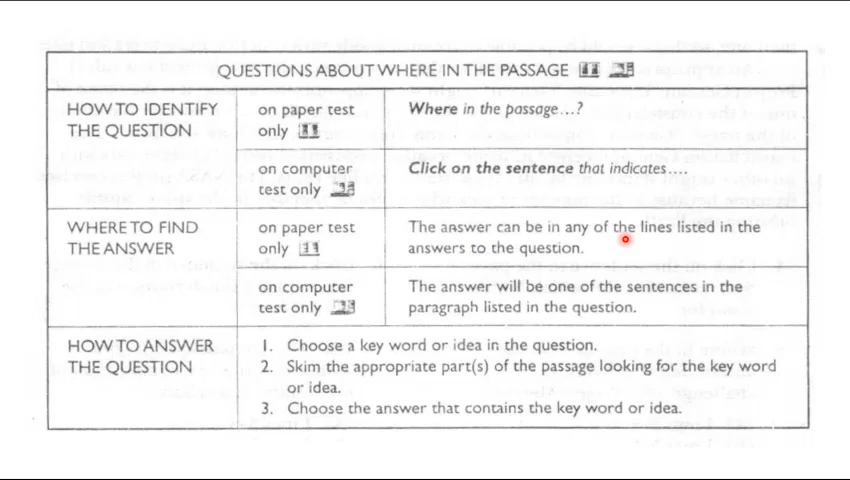 QUESTIONS ABOUT WHERE IN THE PASSAGE
HOW TO IDENTIFY
THE QUESTION
on paper test
only
Where in the passage...?
on computer
test only
Click on the sentence that indicates....
WHERE TO FIND
THE ANSWER
on paper test
only
The answer can be in any of the lines listed in the
answers to the question.
on computer
test only
The answer will be one of the sentences in the
paragraph listed in the question.
HOW TO ANSWER
THE QUESTION
1. Choose a key word or idea in the question.
2. Skim the appropriate part(s) of the passage looking for the key word
or idea.
3. Choose the answer that contains the key word or idea.